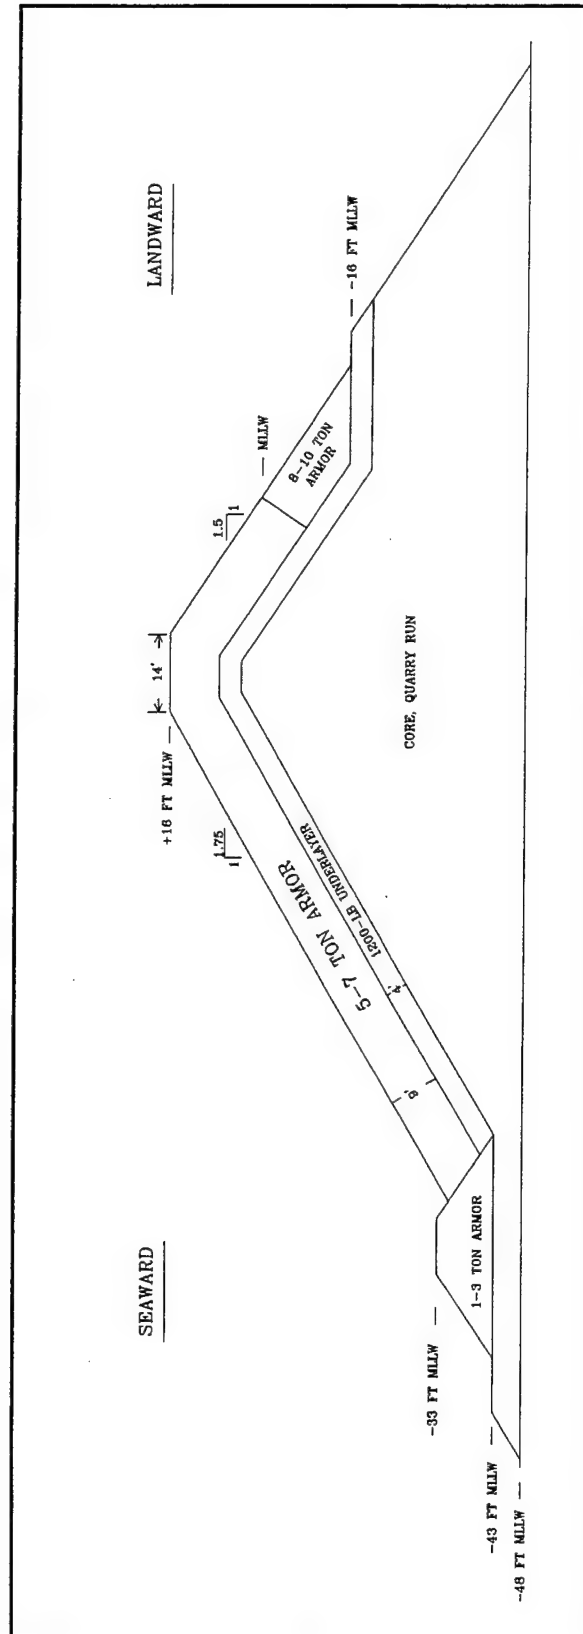 SEAWARD
LANDWARD
+16 FT MLLW
14'
1.5
1
MLLW
8-10 TON
ARMOR
-16 FT MLLW
1.75
1
5-7 TON ARMOR
1200-LB UNDERLAYER
9'
4'
CORE, QUARRY RUN
1-3 TON ARMOR
-33 FT MLLW
-43 FT MLLW
-48 FT MLLW